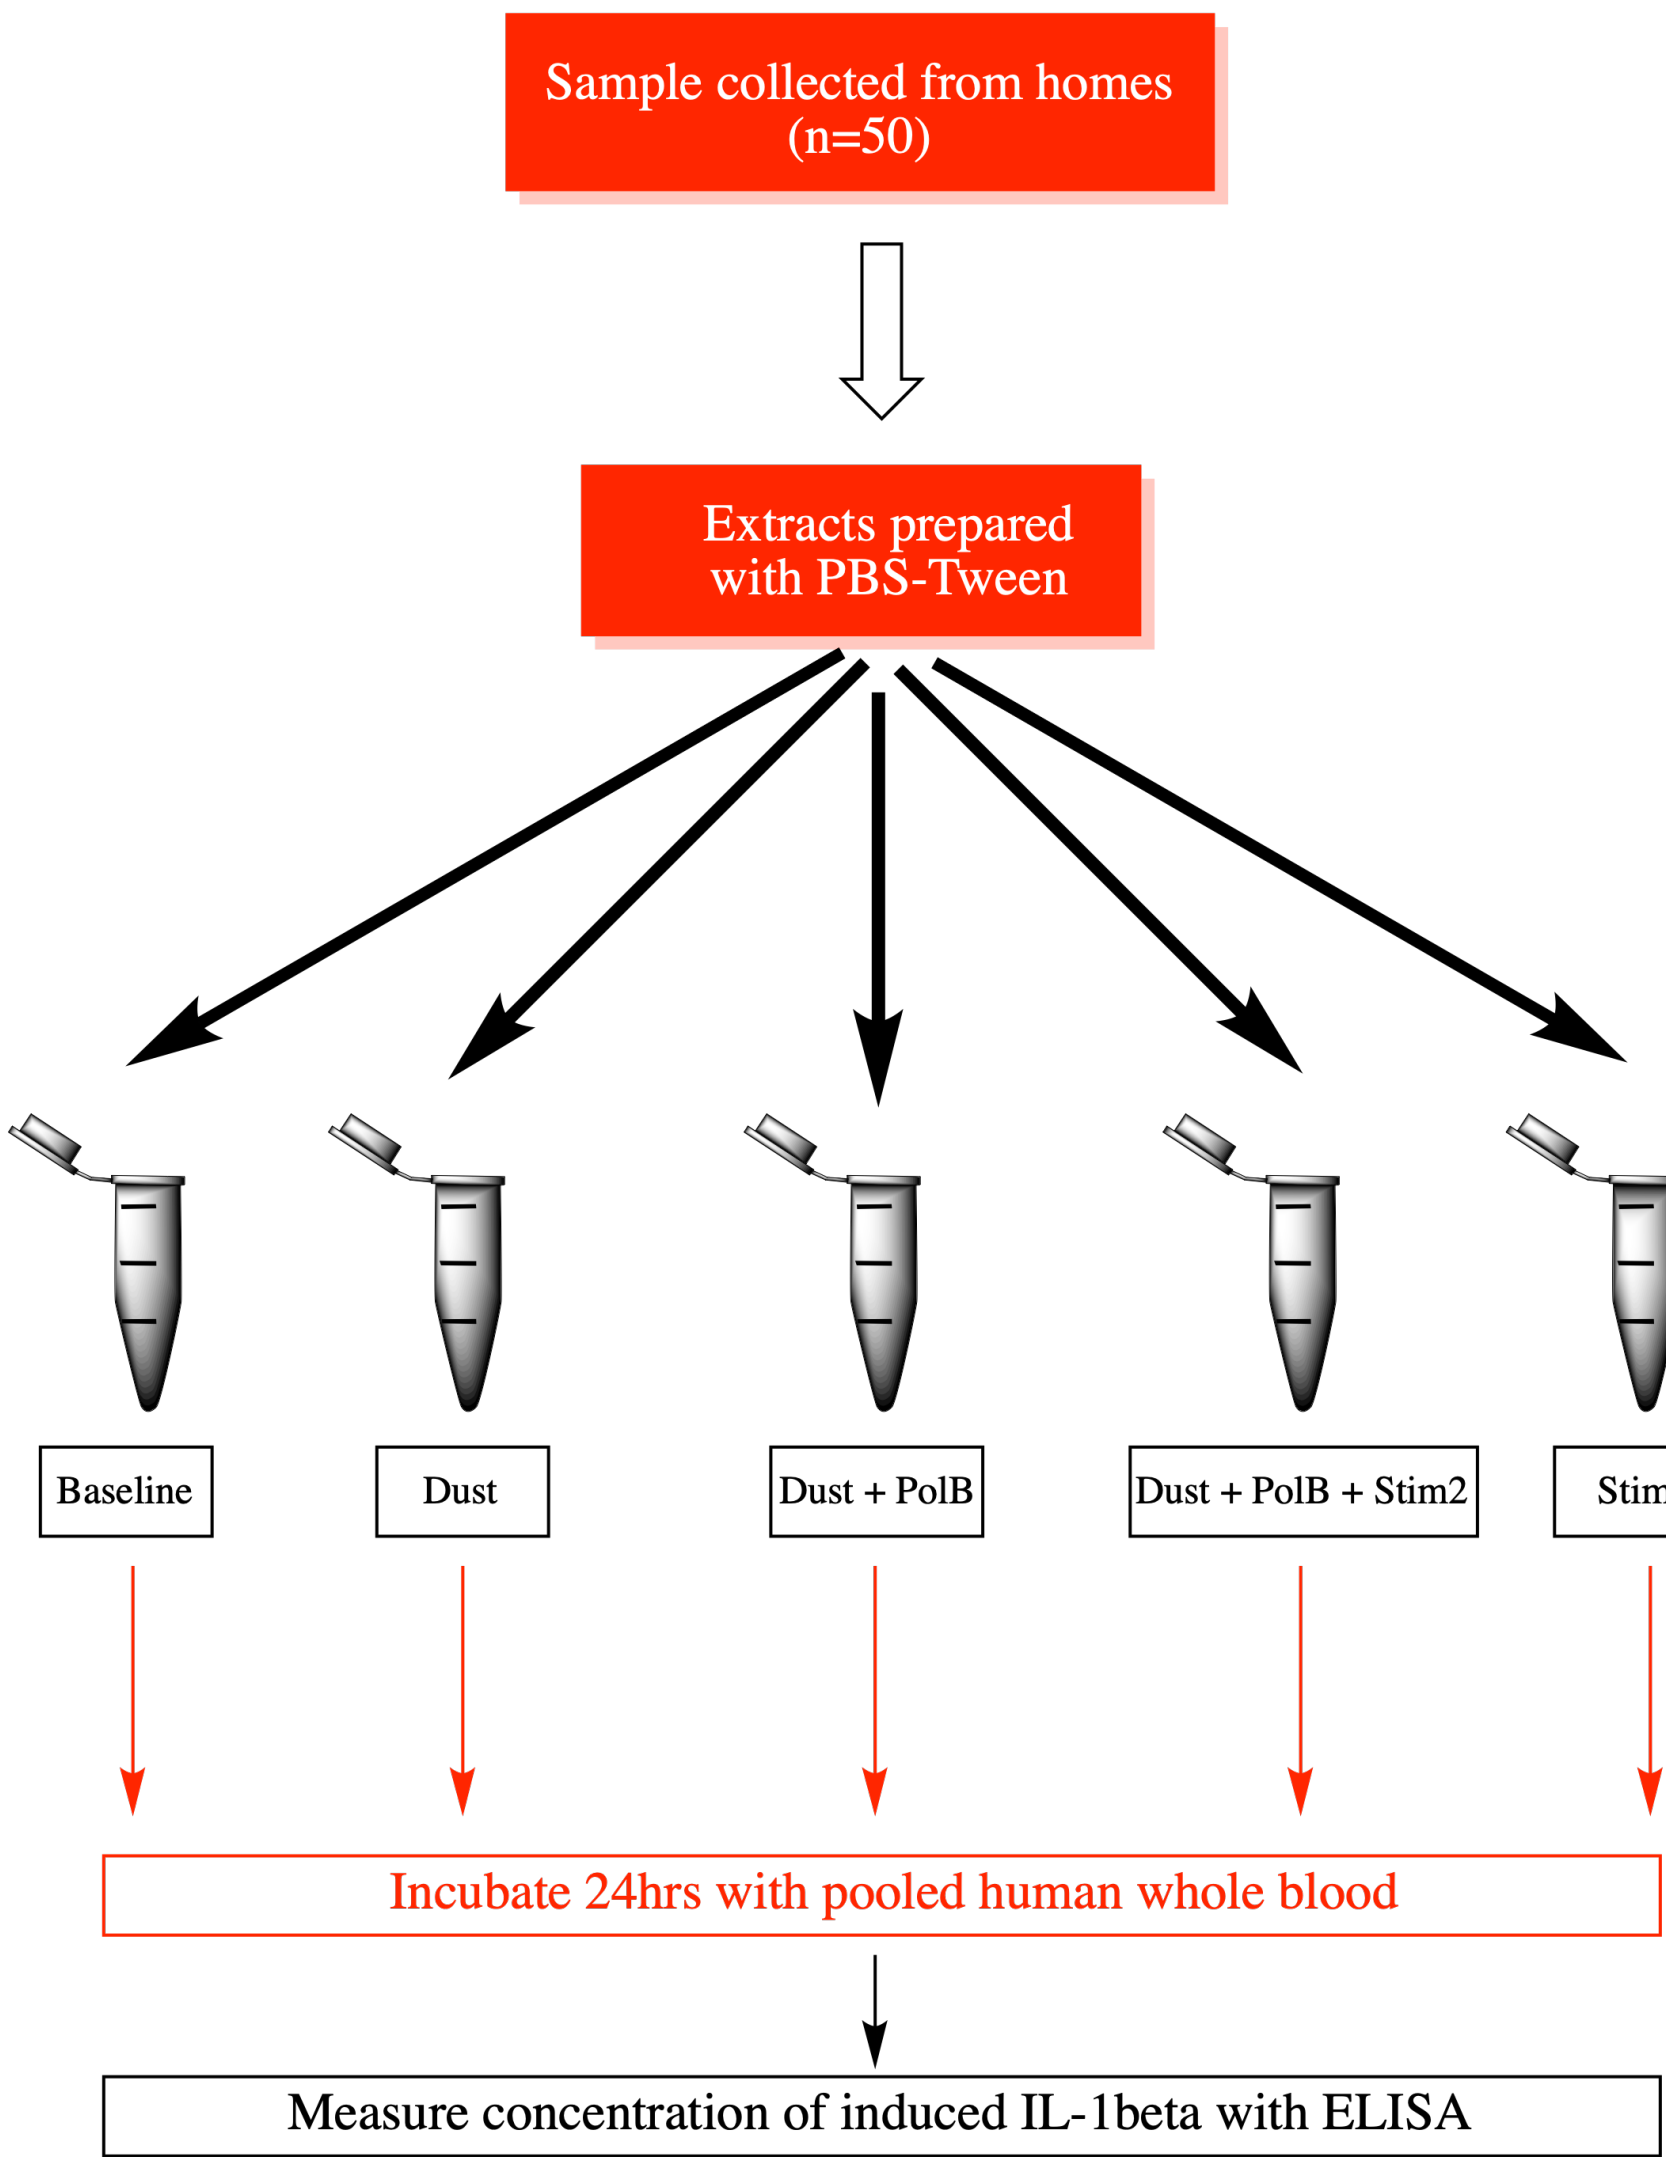 Sample collected from homes
(n=50)
Extracts prepared
with PBS-Tween
Baseline
Dust
Dust + PolB
Dust + PolB + Stim2
Incubate 24hrs with pooled human whole blood
Measure concentration of induced IL-1beta with ELISA